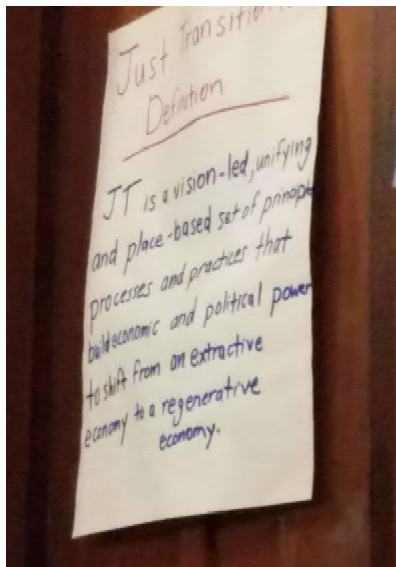 Just Transition
Definition
JT is a vision-led, unifying
and place-based set of principl
processes and practices that
build economic and political power
to shift from an extractive
economy to a regenerative
economy.